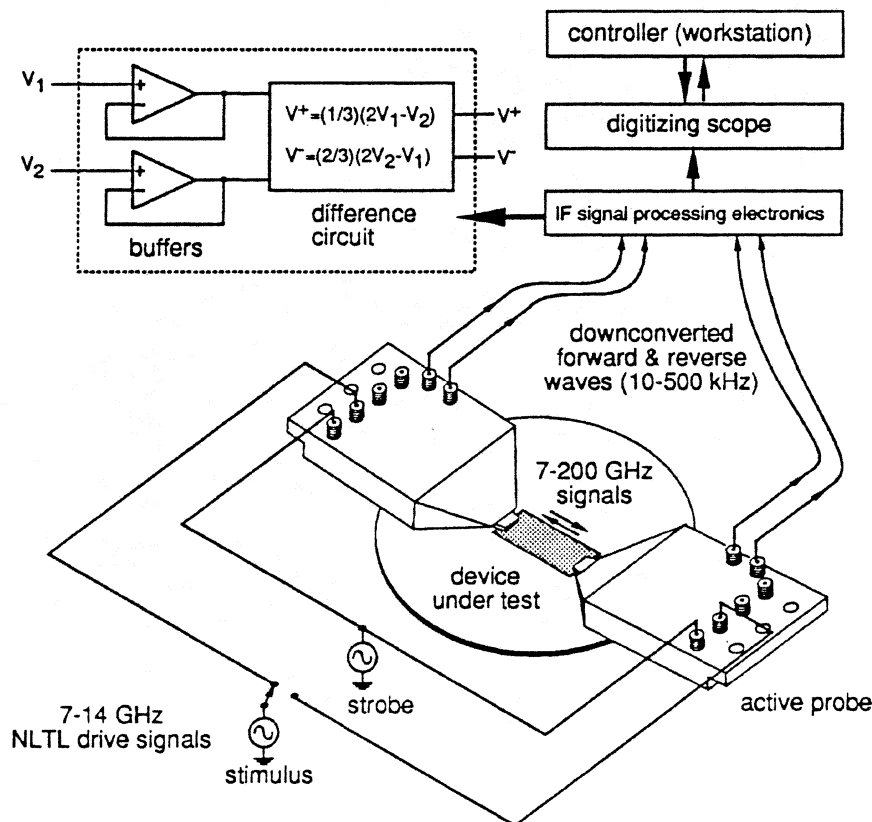 controller (workstation)
V1
V+=(1/3)(2V1-V2)
V+
digitizing scope
V2
V-=(2/3)(2V2-V1)
V-
IF signal processing electronics
buffers
difference
circuit
downconverted
forward & reverse
waves (10-500 kHz)
7-200 GHz
signals
device
under test
strobe
active probe
7-14 GHz
NLTL drive signals
stimulus